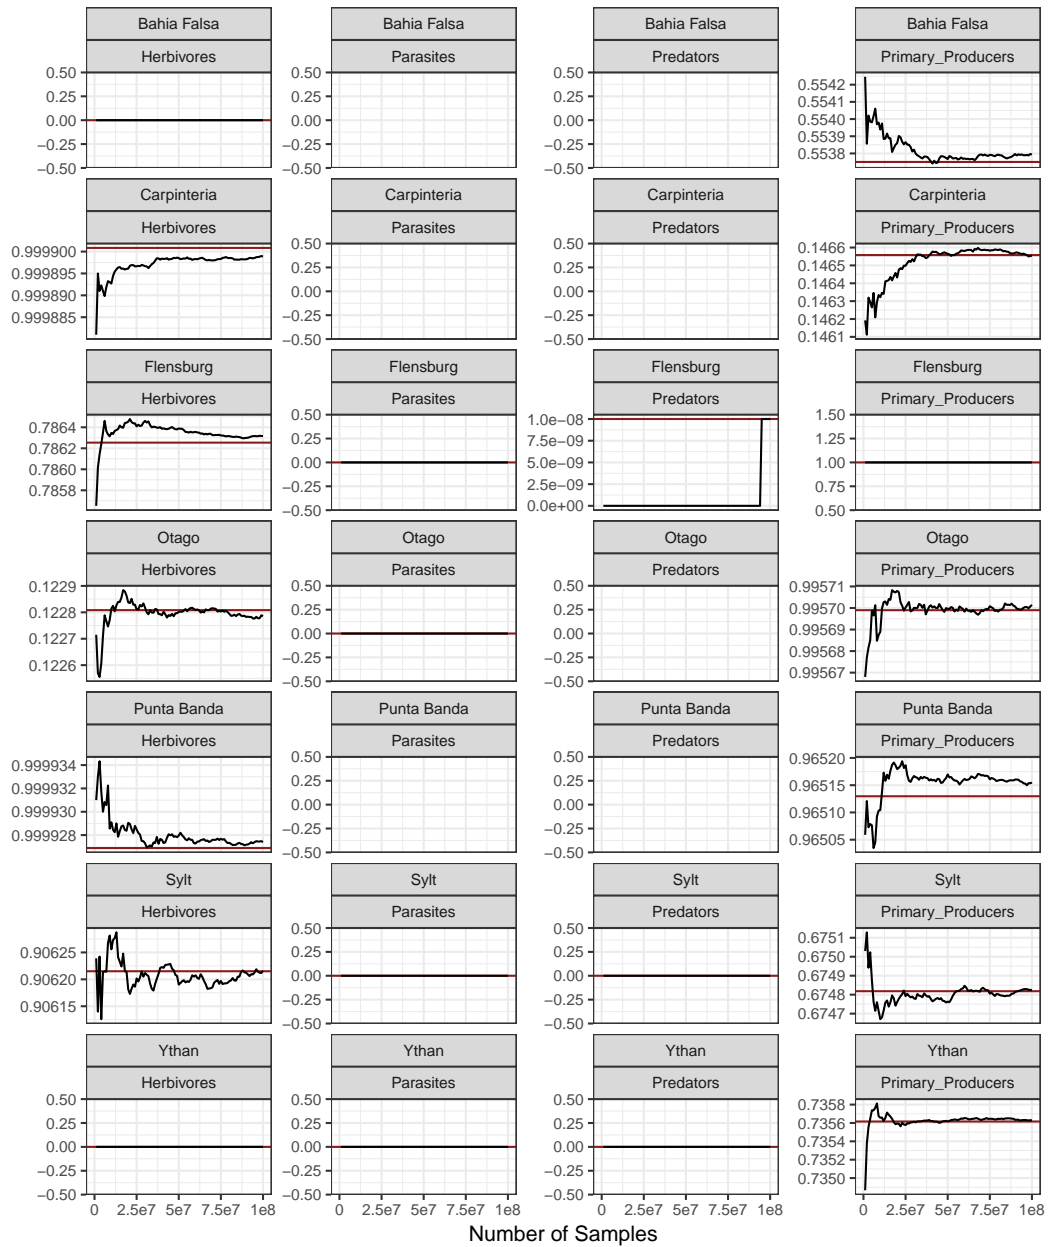 Bahia Falsa Bahia Falsa Bahia Falsa Bahia Falsa
Herbivores Parasites Predators Primary_Producers
0.50 0.50 0.50 0.5542
0.25 0.25 0.25 0.5541
0.00 0.00 0.00 0.5540
−0.25 −0.25 −0.25 0.5539
−0.50 −0.50 −0.50 0.5538
Carpinteria Carpinteria Carpinteria Carpinteria
Herbivores Parasites Predators Primary_Producers
0.999900 0.50 0.50 0.1466
0.999895 0.25 0.25 0.1465
0.999890 0.00 0.00 0.1464
0.999885 −0.25 −0.25 0.1463
−0.50 −0.50 0.1462
0.1461
Flensburg Flensburg Flensburg Flensburg
Herbivores Parasites Predators Primary_Producers
0.7864 0.50 1.0e−08 1.50
0.7862 0.25 7.5e−09 1.25
0.7860 0.00 5.0e−09 1.00
0.7858 −0.25 2.5e−09 0.75
−0.50 0.0e+00 0.50
Otago Otago Otago Otago
Herbivores Parasites Predators Primary_Producers
0.1229 0.50 0.50 0.99571
0.1228 0.25 0.25 0.99570
0.1227 0.00 0.00 0.99569
0.1226 −0.25 −0.25 0.99568
−0.50 −0.50 0.99567
Punta Banda Punta Banda Punta Banda Punta Banda
Herbivores Parasites Predators Primary_Producers
0.999934 0.50 0.50 0.96520
0.999932 0.25 0.25 0.96515
0.999930 0.00 0.00 0.96510
0.999928 −0.25 −0.25 0.96505
−0.50 −0.50
Sylt Sylt Sylt Sylt
Herbivores Parasites Predators Primary_Producers
0.90625 0.50 0.50 0.6751
0.90620 0.25 0.25 0.6750
0.90615 0.00 0.00 0.6749
−0.25 −0.25 0.6748
−0.50 −0.50 0.6747
Ythan Ythan Ythan Ythan
Herbivores Parasites Predators Primary_Producers
0.50 0.50 0.50 0.7358
0.25 0.25 0.25 0.7356
0.00 0.00 0.00 0.7354
−0.25 −0.25 −0.25 0.7352
−0.50 −0.50 −0.50 0.7350
0 2.5e7 5e7 7.5e7 1e8 0 2.5e7 5e7 7.5e7 1e8 0 2.5e7 5e7 7.5e7 1e8 0 2.5e7 5e7 7.5e7 1e8
Number of Samples